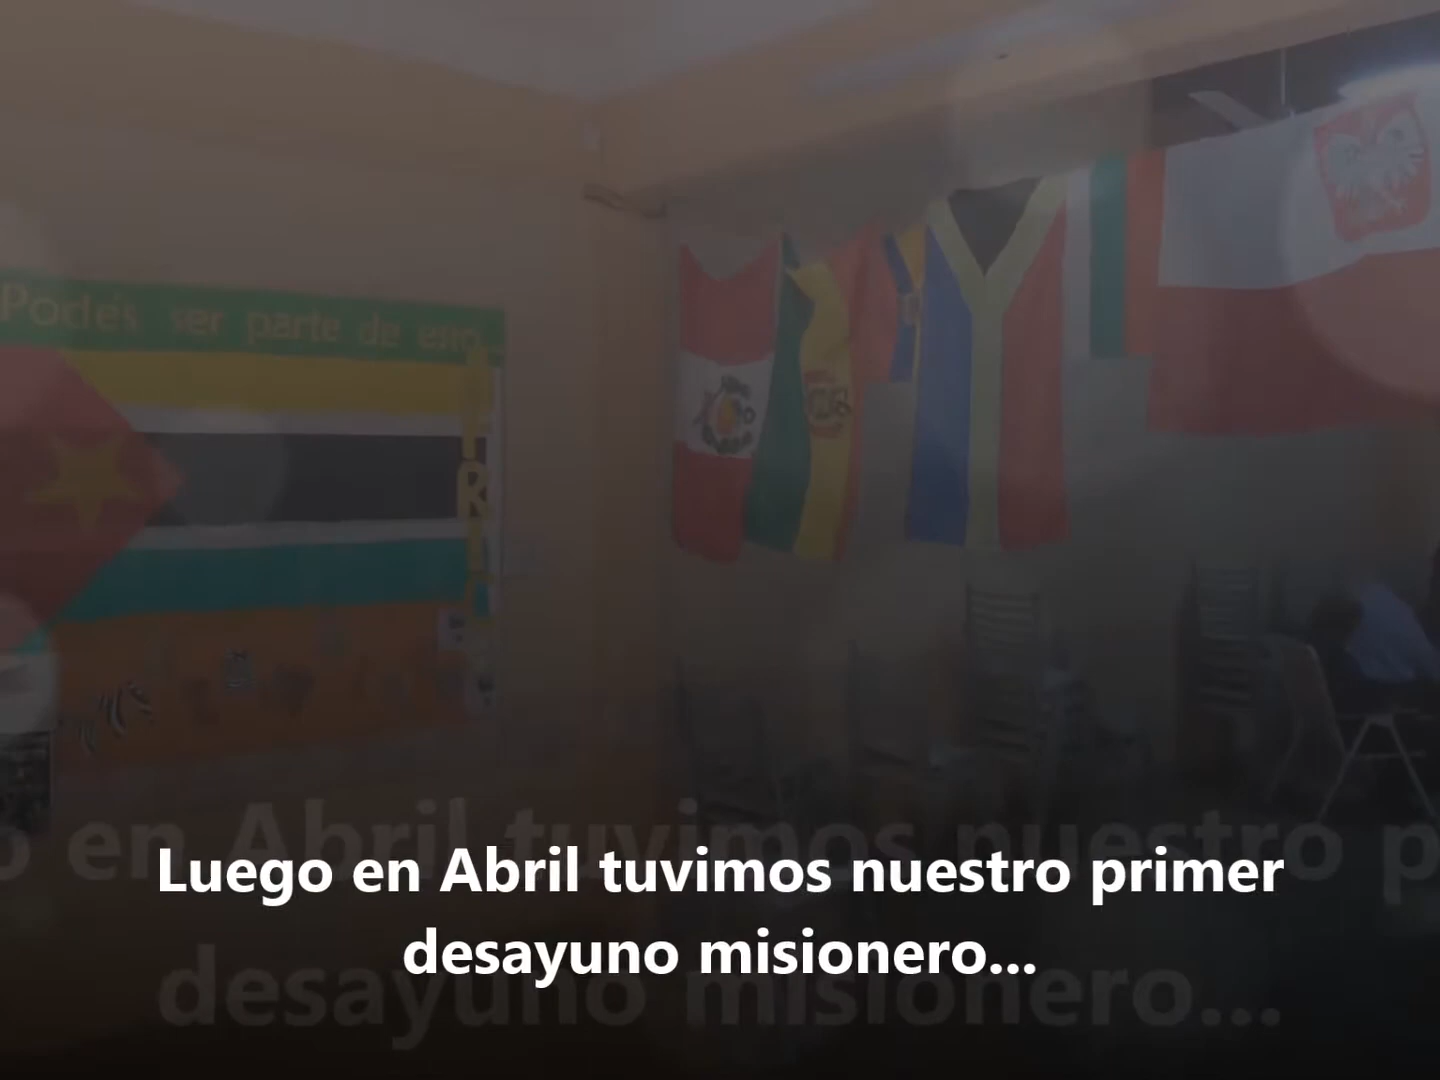 Podés ser parte de esto
Luego en Abril tuvimos nuestro primer
desayuno misionero...